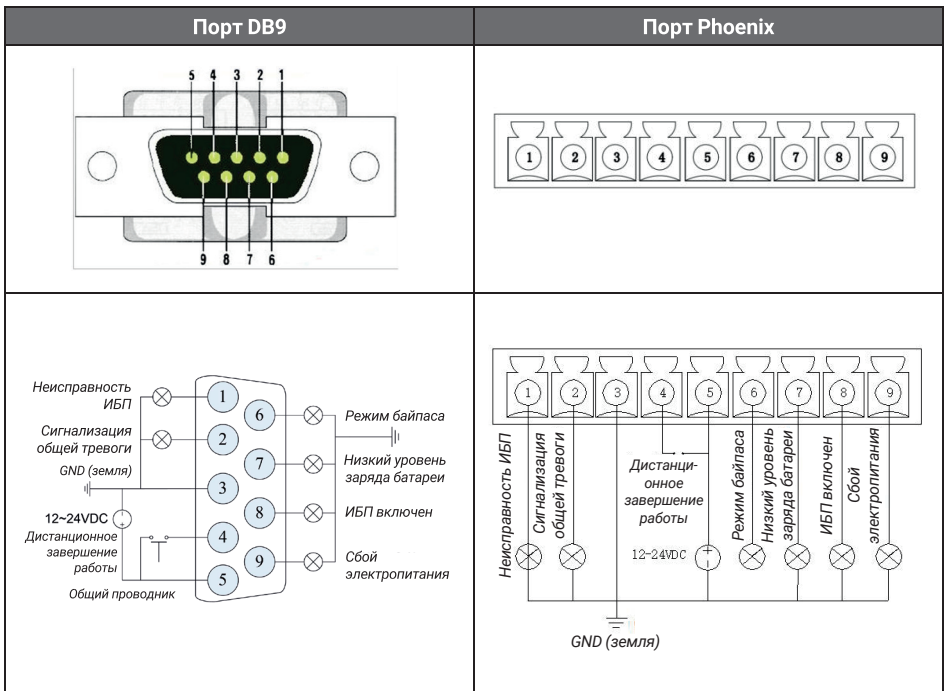 Порт DB9
Порт Phoenix
5 4 3 2 1
9 8 7 6
1 2 3 4 5 6 7 8 9
Неисправность
ИБП
Сигнализация
общей тревоги
GND (земля)
12~24VDC
Дистанционное
завершение
работы
Общий проводник
1
2
3
4
5
6
7
8
9
Режим байпаса
Низкий уровень
заряда батареи
ИБП включен
Сбой
электропитания
1 2 3 4 5 6 7 8 9
Неисправность ИБП
Сигнализация
общей тревоги
Дистанци-
онное
завершение
работы
12-24VDC
Режим байпаса
Низкий уровень
заряда батареи
ИБП включен
Сбой
электропитания
GND (земля)